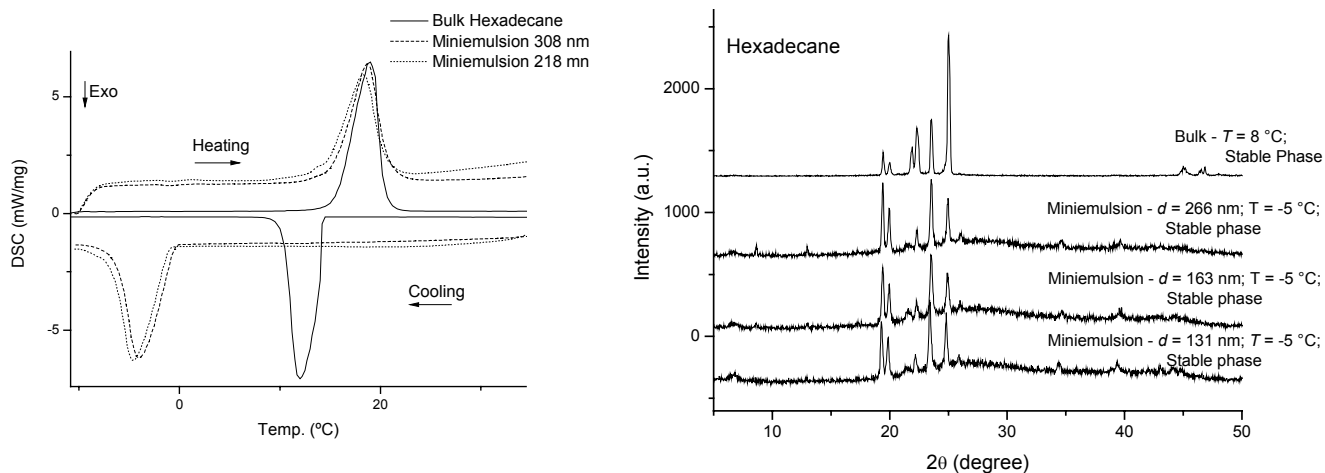 Bulk Hexadecane
Miniemulsion 308 nm
Miniemulsion 218 mn
5
0
-5
DSC (mW/mg)
Exo
Heating
Cooling
0
20
Temp. (ºC)
Hexadecane
2000
1000
0
Intensity (a.u.)
Bulk - T = 8 °C;
Stable Phase
Miniemulsion - d = 266 nm; T = -5 °C;
Stable phase
Miniemulsion - d = 163 nm; T = -5 °C;
Stable phase
Miniemulsion - d = 131 nm; T = -5 °C;
Stable phase
10
20
30
40
50
2θ (degree)